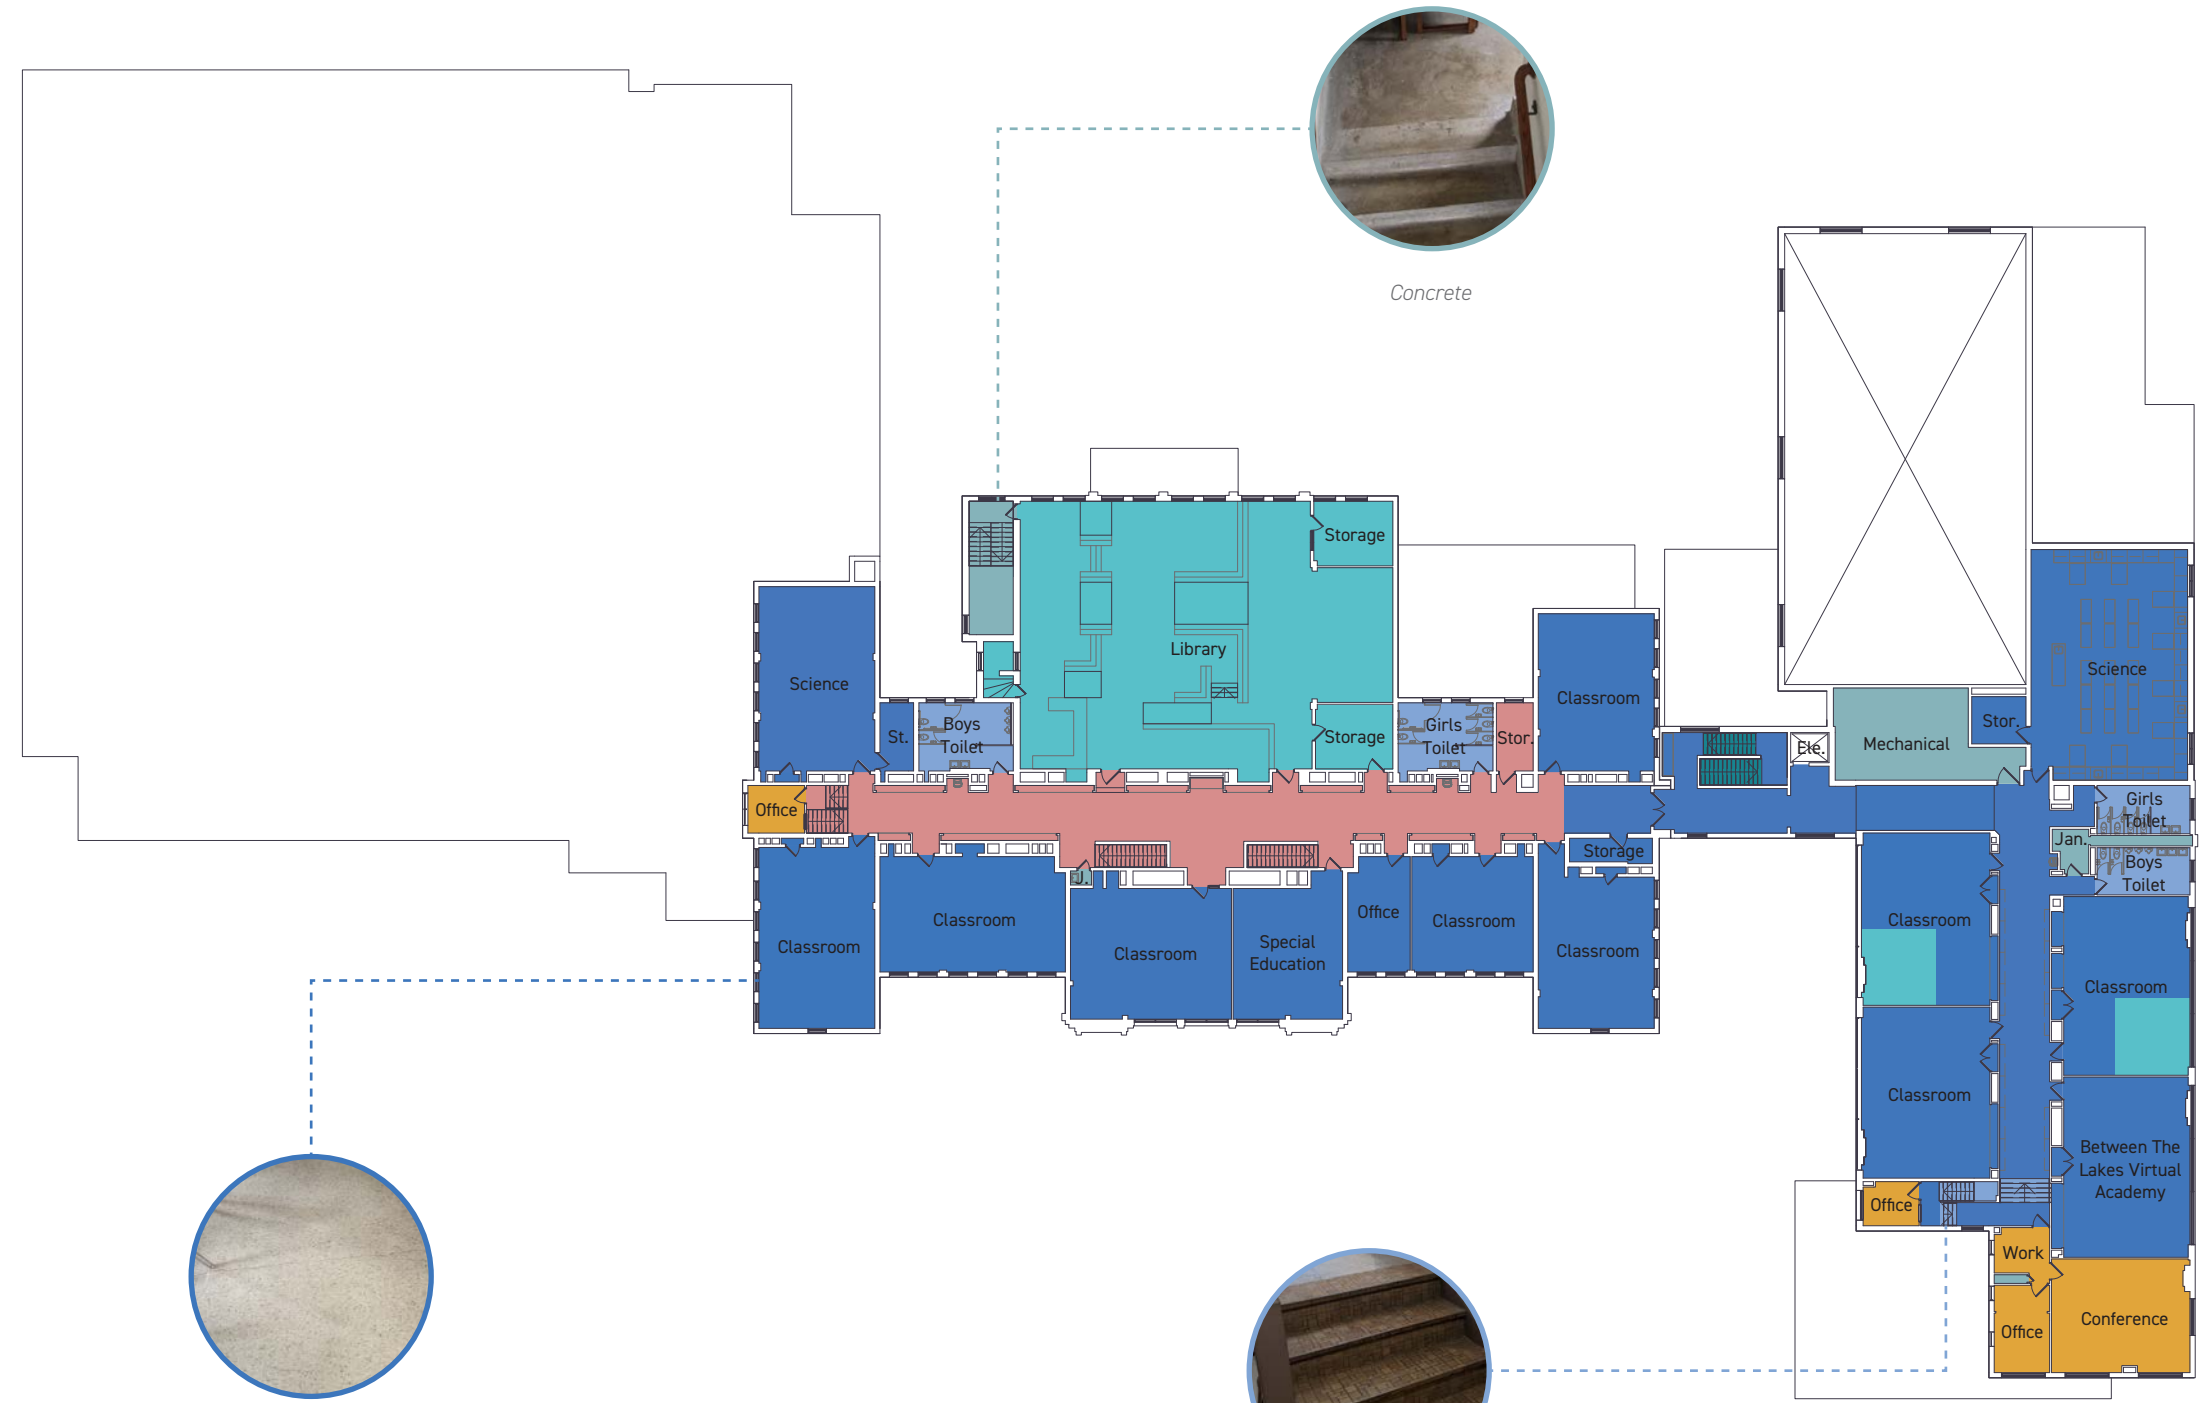 Concrete
Storage
Library
Science
Classroom
Science
St.
Boys
Toilet
Storage
Girls
Toilet
Stor.
Stor.
Ele.
Mechanical
Office
Girls
Toilet
Jan.
Boys
Toilet
Storage
J.
Classroom
Classroom
Classroom
Special
Education
Office
Classroom
Classroom
Classroom
Classroom
Classroom
Between The
Lakes Virtual
Academy
Office
Work
Office
Conference